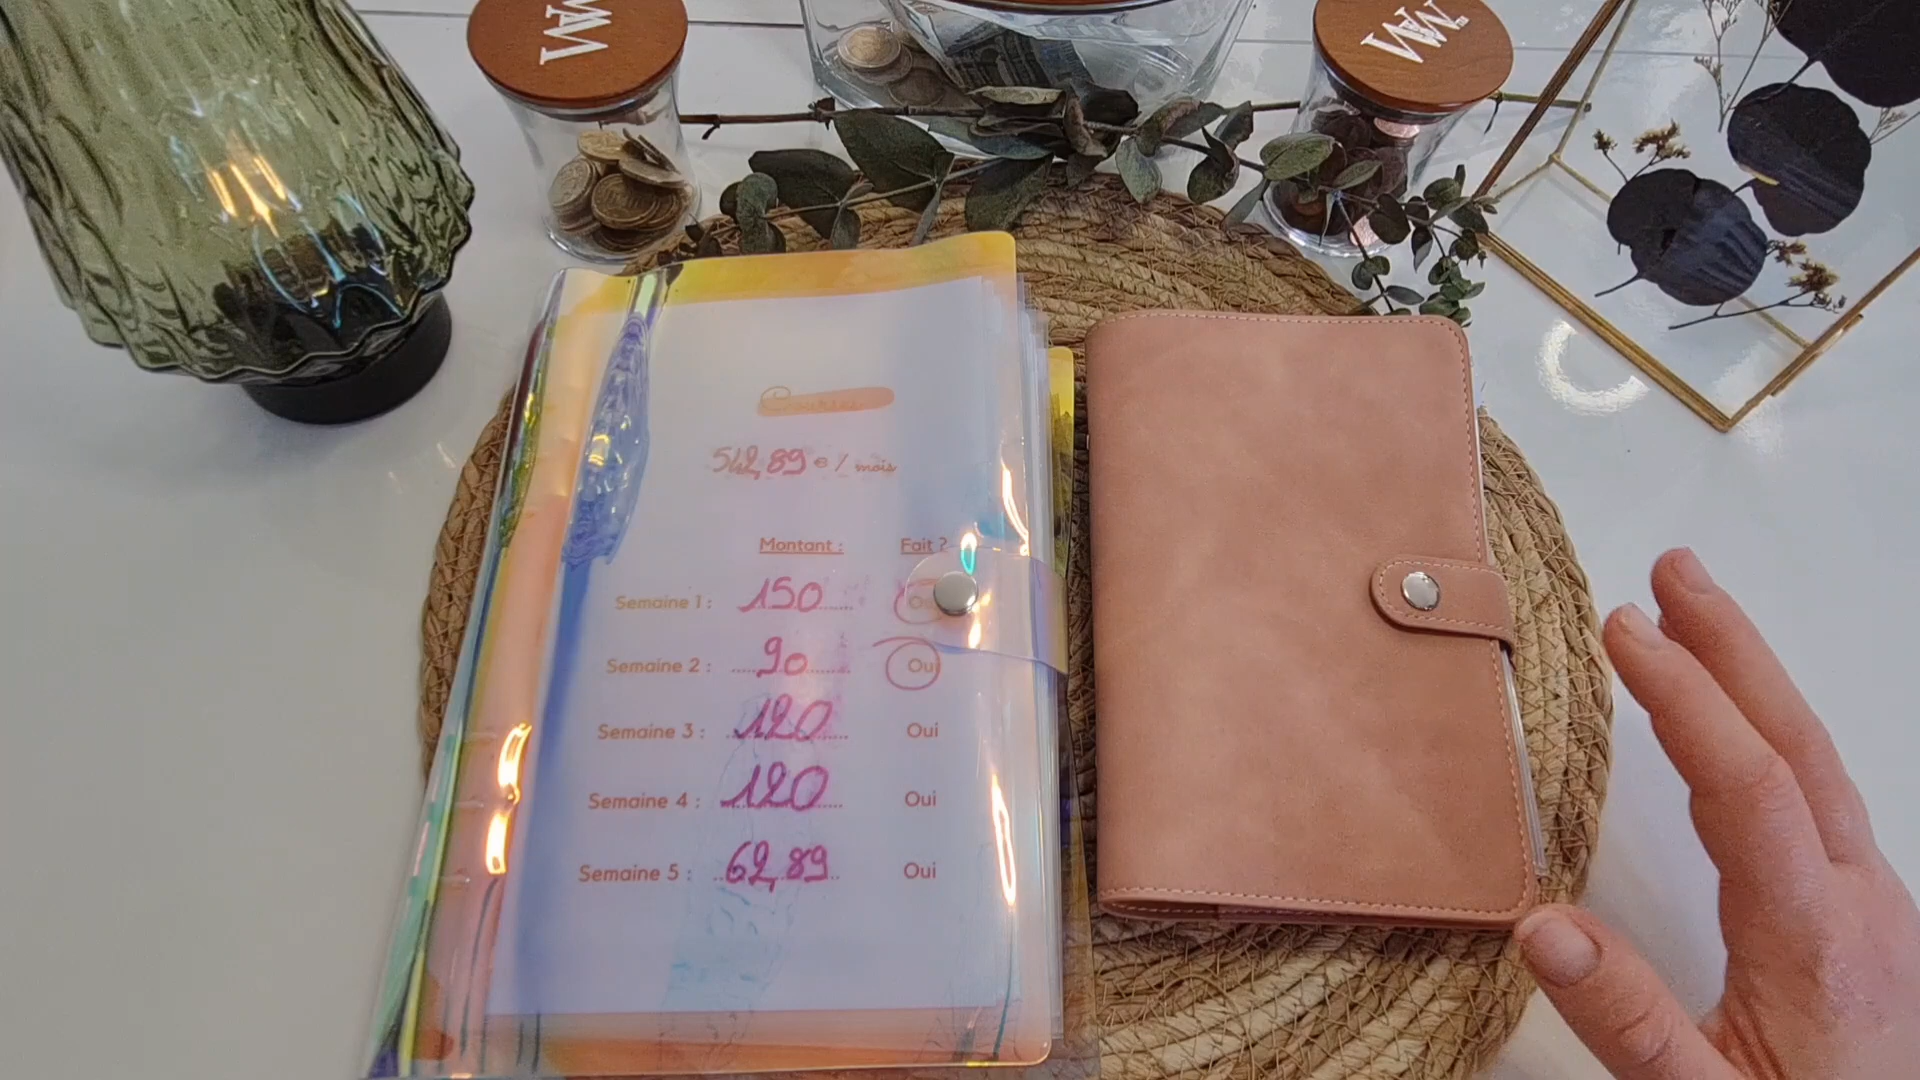 Courses
542,89 € / mois
Montant : Fait ?
Semaine 1 : 150
Semaine 2 : 90 Oui
Semaine 3 : 120 Oui
Semaine 4 : 120 Oui
Semaine 5 : 62,89 Oui